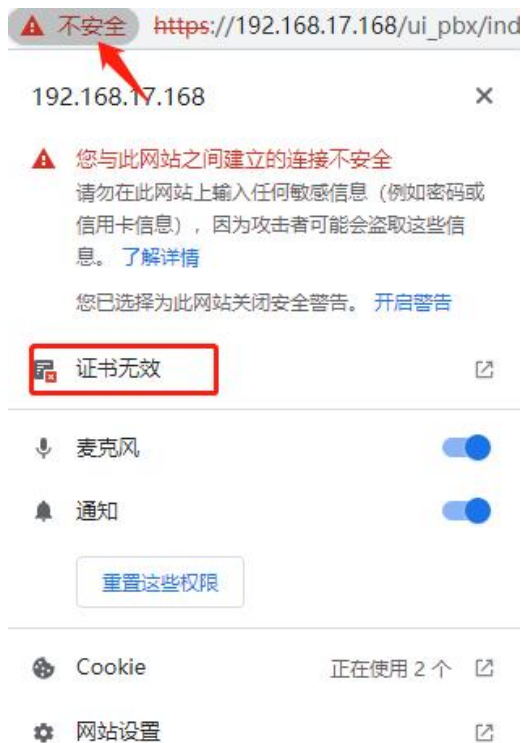 不安全 https://192.168.17.168/ui_pbx/ind
192.168.17.168
您与此网站之间建立的连接不安全
请勿在此网站上输入任何敏感信息（例如密码或
信用卡信息），因为攻击者可能会盗取这些信
息。 了解详情
您已选择为此网站关闭安全警告。 开启警告
证书无效
麦克风
通知
重置这些权限
Cookie 正在使用 2 个
网站设置